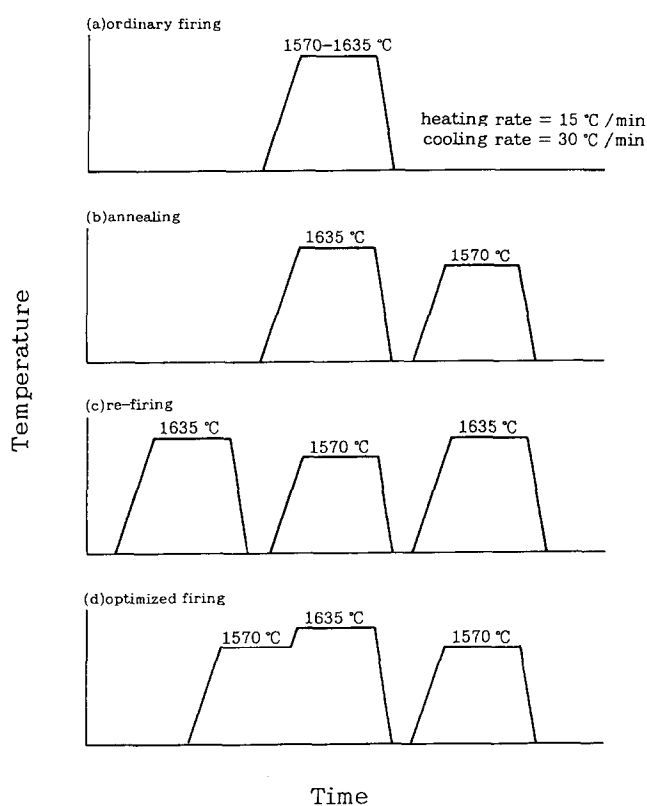 (a)ordinary firing
1570-1635 ℃
heating rate = 15 ℃/min
cooling rate = 30 ℃/min
(b)annealing
1635 ℃
1570 ℃
Temperature
(c)re-firing
1635 ℃
1570 ℃
1635 ℃
(d)optimized firing
1570 ℃
1635 ℃
1570 ℃
Time